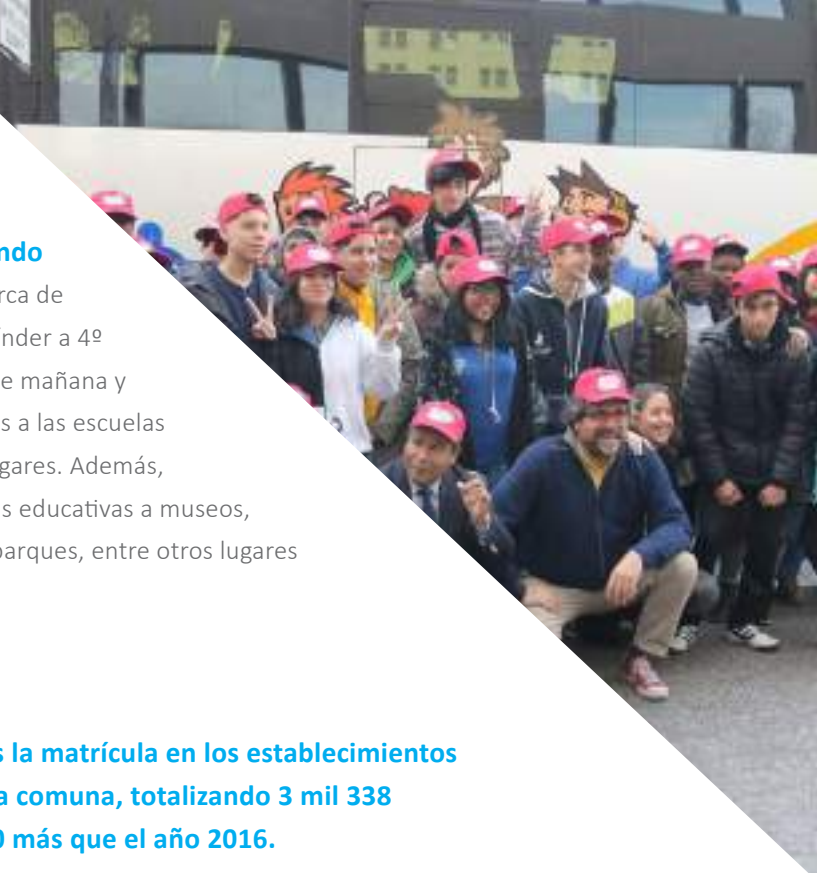 ndo
rca de
nder a 4º
e mañana y
s a las escuelas
gares. Además,
s educativas a museos,
parques, entre otros lugares
s la matrícula en los establecimientos
a comuna, totalizando 3 mil 338
0 más que el año 2016.